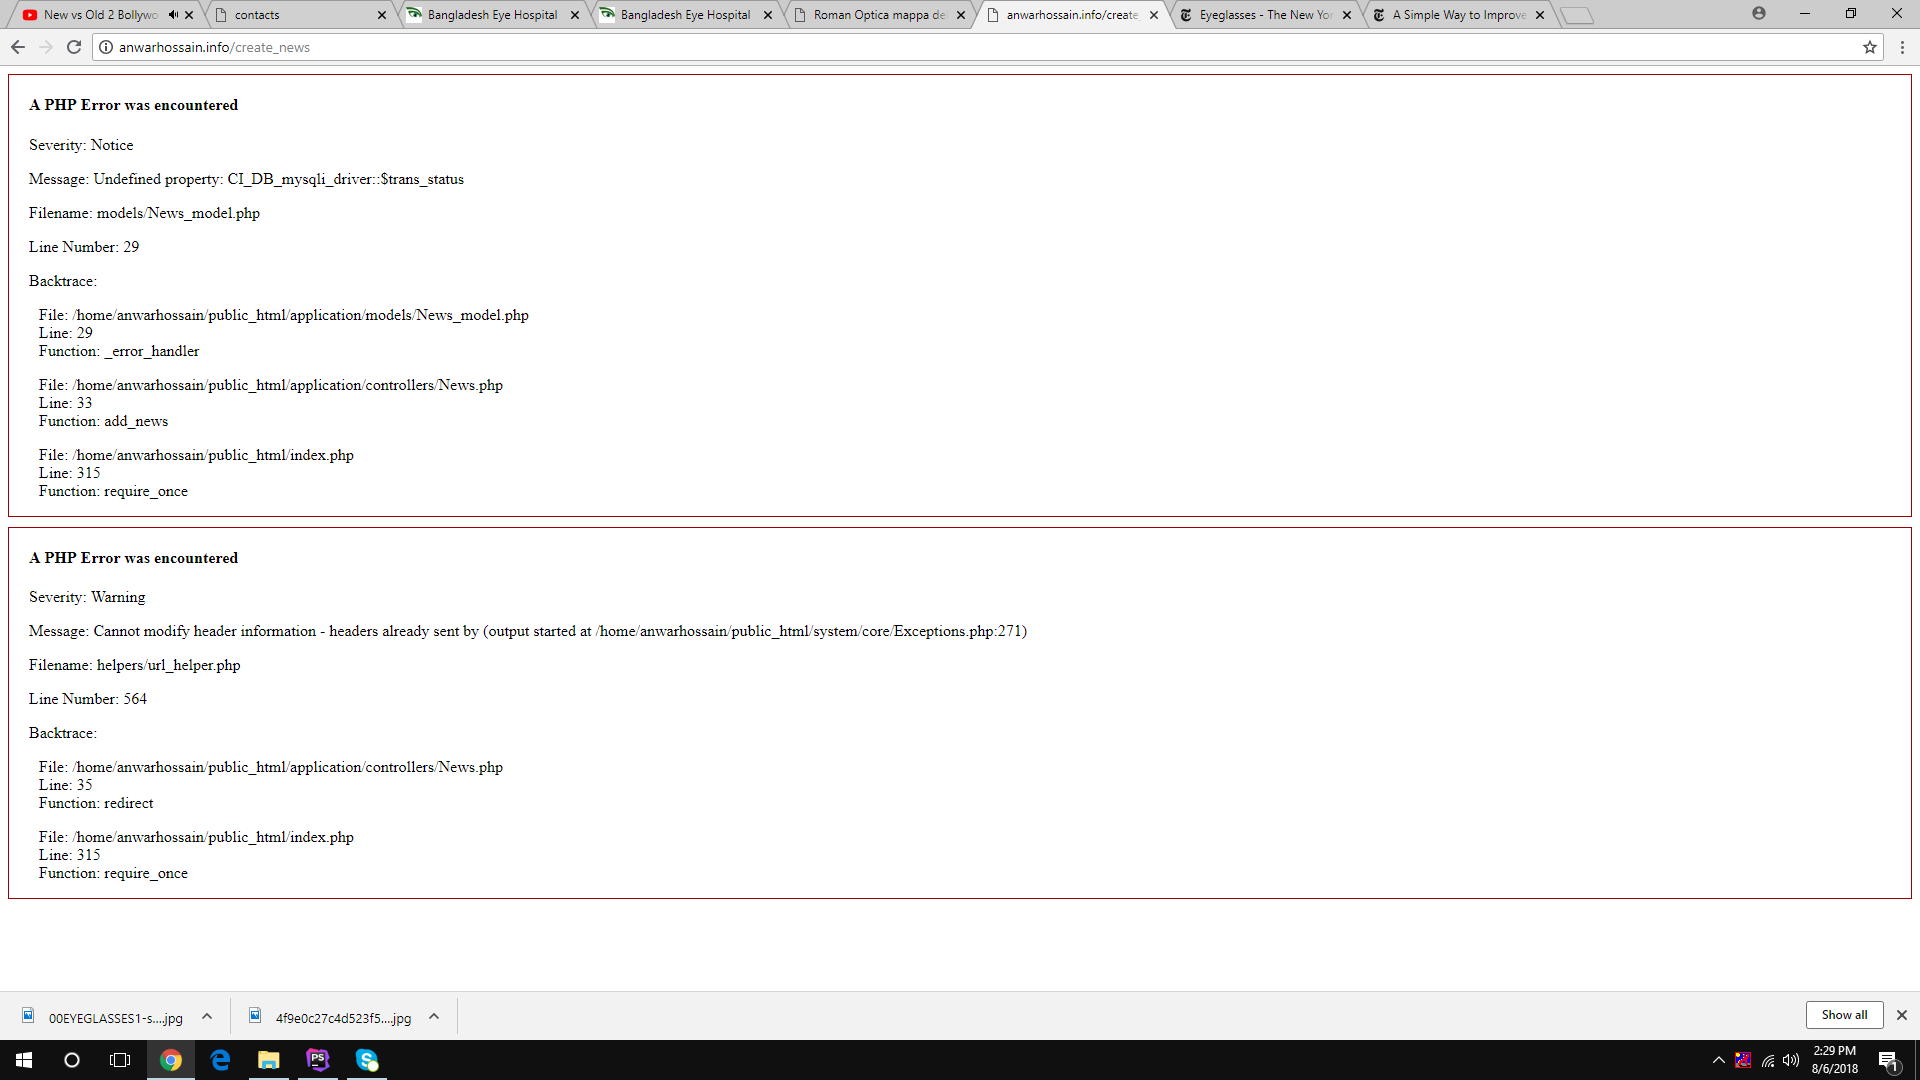 New vs Old 2 Bollywo
contacts
Bangladesh Eye Hospital
Bangladesh Eye Hospital
Roman Optica mappa de
anwarhossain.info/create_
Eyeglasses - The New Yor
A Simple Way to Improve
anwarhossain.info/create_news
A PHP Error was encountered
Severity: Notice
Message: Undefined property: CI_DB_mysqli_driver::$trans_status
Filename: models/News_model.php
Line Number: 29
Backtrace:
File: /home/anwarhossain/public_html/application/models/News_model.php
Line: 29
Function: _error_handler
File: /home/anwarhossain/public_html/application/controllers/News.php
Line: 33
Function: add_news
File: /home/anwarhossain/public_html/index.php
Line: 315
Function: require_once
A PHP Error was encountered
Severity: Warning
Message: Cannot modify header information - headers already sent by (output started at /home/anwarhossain/public_html/system/core/Exceptions.php:271)
Filename: helpers/url_helper.php
Line Number: 564
Backtrace:
File: /home/anwarhossain/public_html/application/controllers/News.php
Line: 35
Function: redirect
File: /home/anwarhossain/public_html/index.php
Line: 315
Function: require_once
00EYEGLASSES1-s....jpg
4f9e0c27c4d523f5....jpg
Show all
PS
2:29 PM
8/6/2018
1